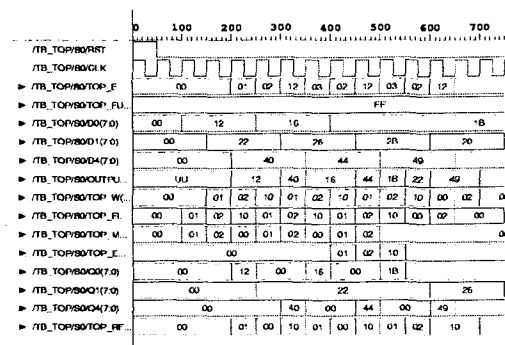 0 100 200 300 400 500 600 700
/TB_TOP/S0/RST
/TB_TOP/S0/CLK
/TB_TOP/S0/TOP_E 00 01 02 12 03 02 12 03 02 12
/TB_TOP/S0/TOP_FU... FF
/TB_TOP/S0/D0(7:0) 00 12 16 1B
/TB_TOP/S0/D1(7:0) 00 22 26 2B 20
/TB_TOP/S0/D4(7:0) 00 40 44 49
/TB_TOP/S0/OUTPU... UU 12 40 16 44 1B 22 49
/TB_TOP/S0/TOP_W(... 00 01 02 10 01 02 10 01 02 10 00 02
/TB_TOP/S0/TOP_FI... 00 01 02 10 01 02 10 01 02 10 00 02 00
/TB_TOP/S0/TOP_M... 00 01 02 00 01 02 00 01 02
/TB_TOP/S0/TOP_E... 00 01 02 10
/TB_TOP/S0/Q0(7:0) 00 12 00 16 00 1B
/TB_TOP/S0/Q1(7:0) 00 22 26
/TB_TOP/S0/Q4(7:0) 00 40 00 44 00 49
/TB_TOP/S0/TOP_RF... 00 01 00 10 01 00 10 01 02 10